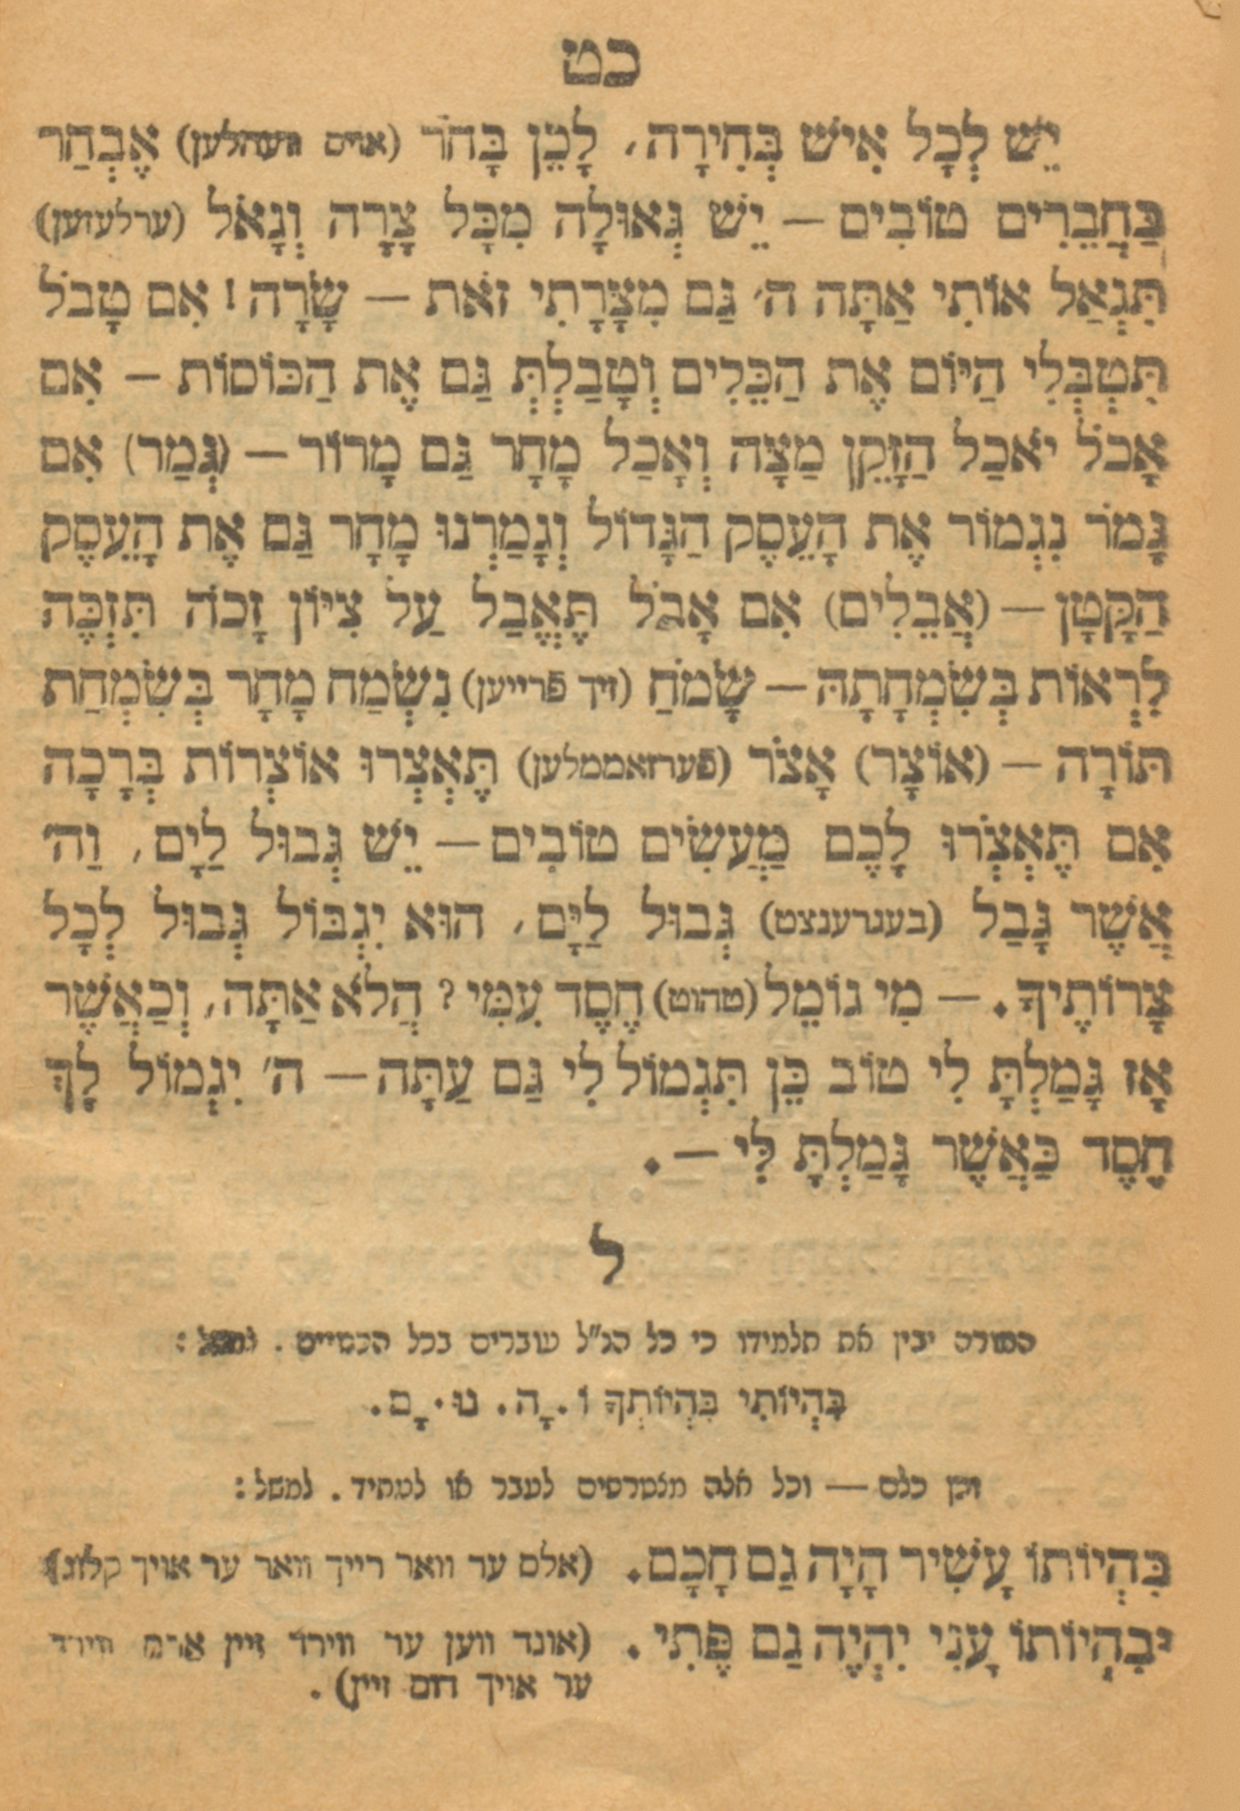 כט
יֵשׁ לְכָל אִישׁ בְּחִירָה, לָכֵן בָּחֹר (אויס וועהלען) אֶבְחַר
בַּחֲבֵרִים טוֹבִים — יֵשׁ גְּאוּלָה מִכָּל צָרָה וְגָאֹל (ערלעזען)
תִּגְאַל אוֹתִי אַתָּה ה׳ גַּם מִצָּרָתִי זֹאת — שָׂרָה! אִם טָבֹל
תִּטְבְּלִי הַיּוֹם אֶת הַכֵּלִים וְטָבַלְתְּ גַּם אֶת הַכּוֹסוֹת — אִם
אָכֹל יֹאכַל הַזָּקֵן מַצָּה וְאָכַל מָחָר גַּם מָרוֹר — (גְּמַר) אִם
גָּמֹר נִגְמוֹר אֶת הָעֵסֶק הַגָּדוֹל וְגָמַרְנוּ מָחָר גַּם אֶת הָעֵסֶק
הַקָּטָן — (אֲבֵלִים) אִם אָבֹל תֶּאֱבַל עַל צִיּוֹן זָכֹה תִּזְכֶּה
לִרְאוֹת בְּשִׂמְחָתָהּ — שָׂמֹחַ (זיך פרייען) נִשְׂמַח מָחָר בְּשִׂמְחַת
תּוֹרָה — (אוֹצָר) אָצֹר (פערזאממלען) תֶּאְצְרוּ אוֹצְרוֹת בְּרָכָה
אִם תֶּאְצְרוּ לָכֶם מַעֲשִׂים טוֹבִים — יֵשׁ גְּבוּל לַיָּם, וַה׳
אֲשֶׁר גָּבַל (בעגרענצט) גְּבוּל לַיָּם, הוּא יִגְבּוֹל גְּבוּל לְכָל
צָרוֹתֶיךָ. — מִי גוֹמֵל (טהוט) חֶסֶד עִמִּי? הֲלֹא אַתָּה, וְכַאֲשֶׁר
אָז גָּמַלְתָּ לִי טוֹב כֵּן תִּגְמוֹל לִי גַּם עַתָּה — ה׳ יִגְמוֹל לָךְ
חֶסֶד כַּאֲשֶׁר גָּמַלְתָּ לִּי —.
ל
המורה יבין את תלמידו כי כל הנ״ל עוברים בכל הכנויים. למשל:
בִּהְיוֹתִי בִּהְיוֹתְךָ וֹ. ָהּ. נוּ. ָם.
וכן כלם — וכל אלה מצטרפים לעבר או לעתיד. למשל:
בִּהְיוֹתוֹ עָשִׁיר הָיָה גַם חָכָם. (אלס ער וואר רייך וואר ער אויך קלוג)
וּבִהְיוֹתוֹ עָנִי יִהְיֶה גַם פֶּתִי. (אונד ווען ער ווירד זיין ארם ווירד
ער אויך דום זיין).